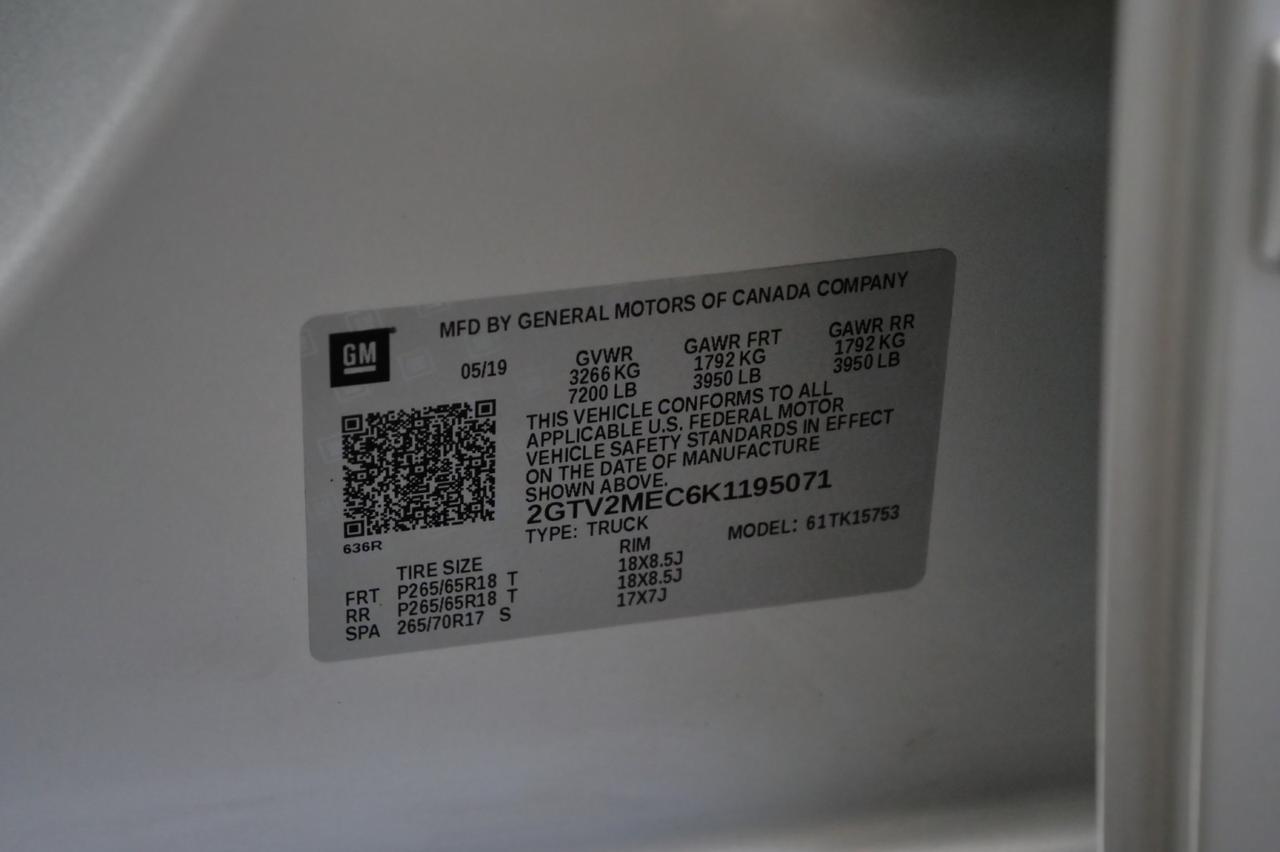 GM
MFD BY GENERAL MOTORS OF CANADA COMPANY
05/19 GVWR GAWR FRT GAWR RR
3266 KG 1792 KG 1792 KG
7200 LB 3950 LB 3950 LB
THIS VEHICLE CONFORMS TO ALL
APPLICABLE U.S. FEDERAL MOTOR
VEHICLE SAFETY STANDARDS IN EFFECT
ON THE DATE OF MANUFACTURE
SHOWN ABOVE.
2GTV2MEC6K1195071
TYPE: TRUCK MODEL: 61TK15753
636R
TIRE SIZE RIM
FRT P265/65R18 T 18X8.5J
RR P265/65R18 T 18X8.5J
SPA 265/70R17 S 17X7J